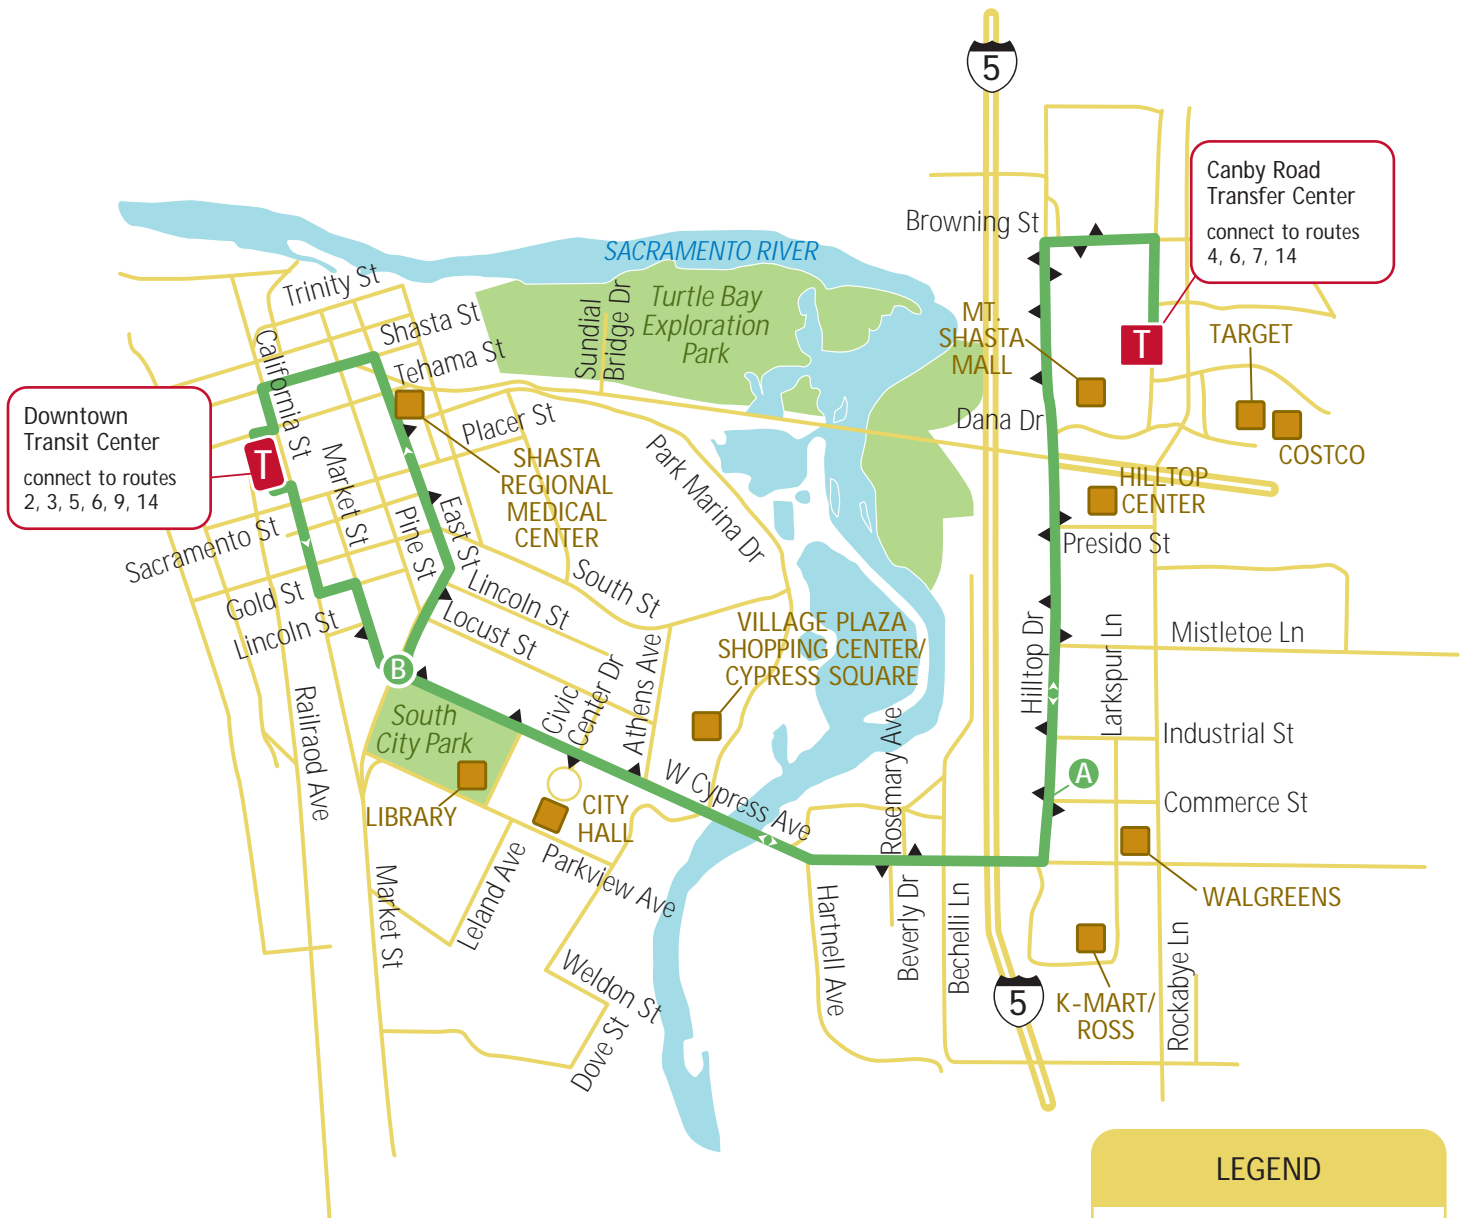 5
Canby Road
Transfer Center
connect to routes
4, 6, 7, 14
Browning St
SACRAMENTO RIVER
Trinity St
Turtle Bay
Exploration
Park
Sundial
Bridge Dr
Shasta St
Tehama St
MT.
SHASTA
MALL
T
TARGET
COSTCO
California St
Downtown
Transit Center
connect to routes
2, 3, 5, 6, 9, 14
T
Placer St
Dana Dr
Market St
SHASTA
REGIONAL
MEDICAL
CENTER
Park Marina Dr
HILLTOP
CENTER
Sacramento St
Pine St
East St
Presido St
Gold St
Lincoln St
South St
Lincoln St
Locust St
VILLAGE PLAZA
SHOPPING CENTER/
CYPRESS SQUARE
Hilltop Dr
Larkspur Ln
Mistletoe Ln
B
Civic
Center Dr
Athens Ave
South
City Park
Railraod Ave
Rosemary Ave
Industrial St
W Cypress Ave
A
Commerce St
LIBRARY
CITY
HALL
Parkview Ave
WALGREENS
Market St
Leland Ave
Hartnell Ave
Beverly Dr
Bechelli Ln
Rockabye Ln
Weldon St
Dove St
5
K-MART/
ROSS
LEGEND